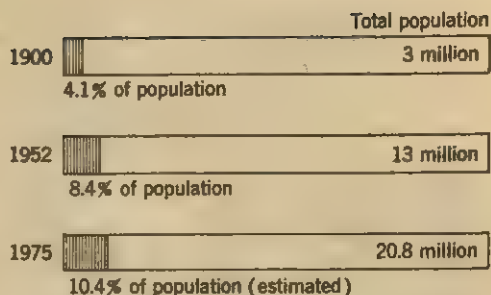 Total population
1900 3 million
4.1% of population
1952 13 million
8.4% of population
1975 20.8 million
10.4% of population (estimated)